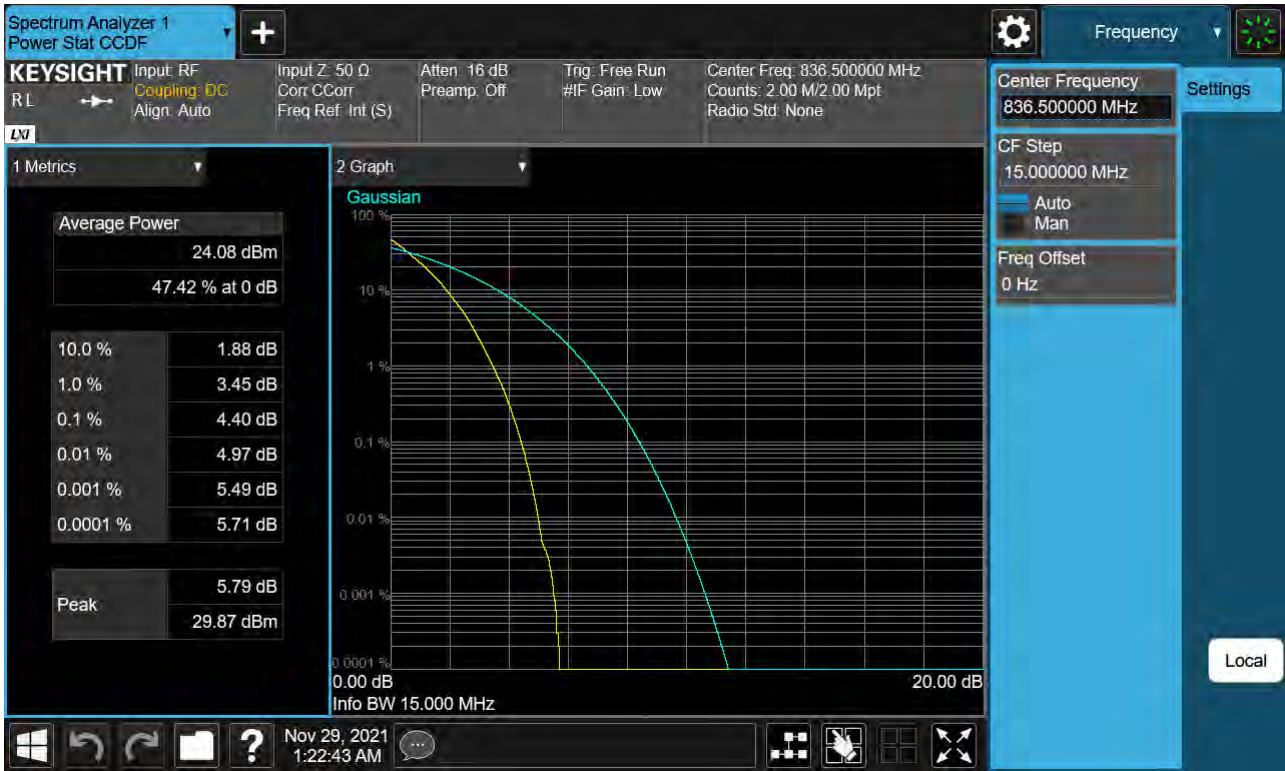 Spectrum Analyzer 1
Power Stat CCDF
+
Frequency
KEYSIGHT
RL
LXI
Input: RF
Coupling: DC
Align: Auto
Input Z: 50 Ω
Corr CCorr
Freq Ref: Int (S)
Atten: 16 dB
Preamp: Off
Trig: Free Run
#IF Gain: Low
Center Freq: 836.500000 MHz
Counts: 2.00 M/2.00 Mpt
Radio Std: None
Center Frequency
836.500000 MHz
Settings
CF Step
15.000000 MHz
Auto
Man
Freq Offset
0 Hz
1 Metrics
Average Power
24.08 dBm
47.42 % at 0 dB
10.0 % 1.88 dB
1.0 % 3.45 dB
0.1 % 4.40 dB
0.01 % 4.97 dB
0.001 % 5.49 dB
0.0001 % 5.71 dB
Peak
5.79 dB
29.87 dBm
2 Graph
Gaussian
100 %
10 %
1 %
0.1 %
0.01 %
0.001 %
0.0001 %
0.00 dB 20.00 dB
Info BW 15.000 MHz
Local
?
Nov 29, 2021
1:22:43 AM